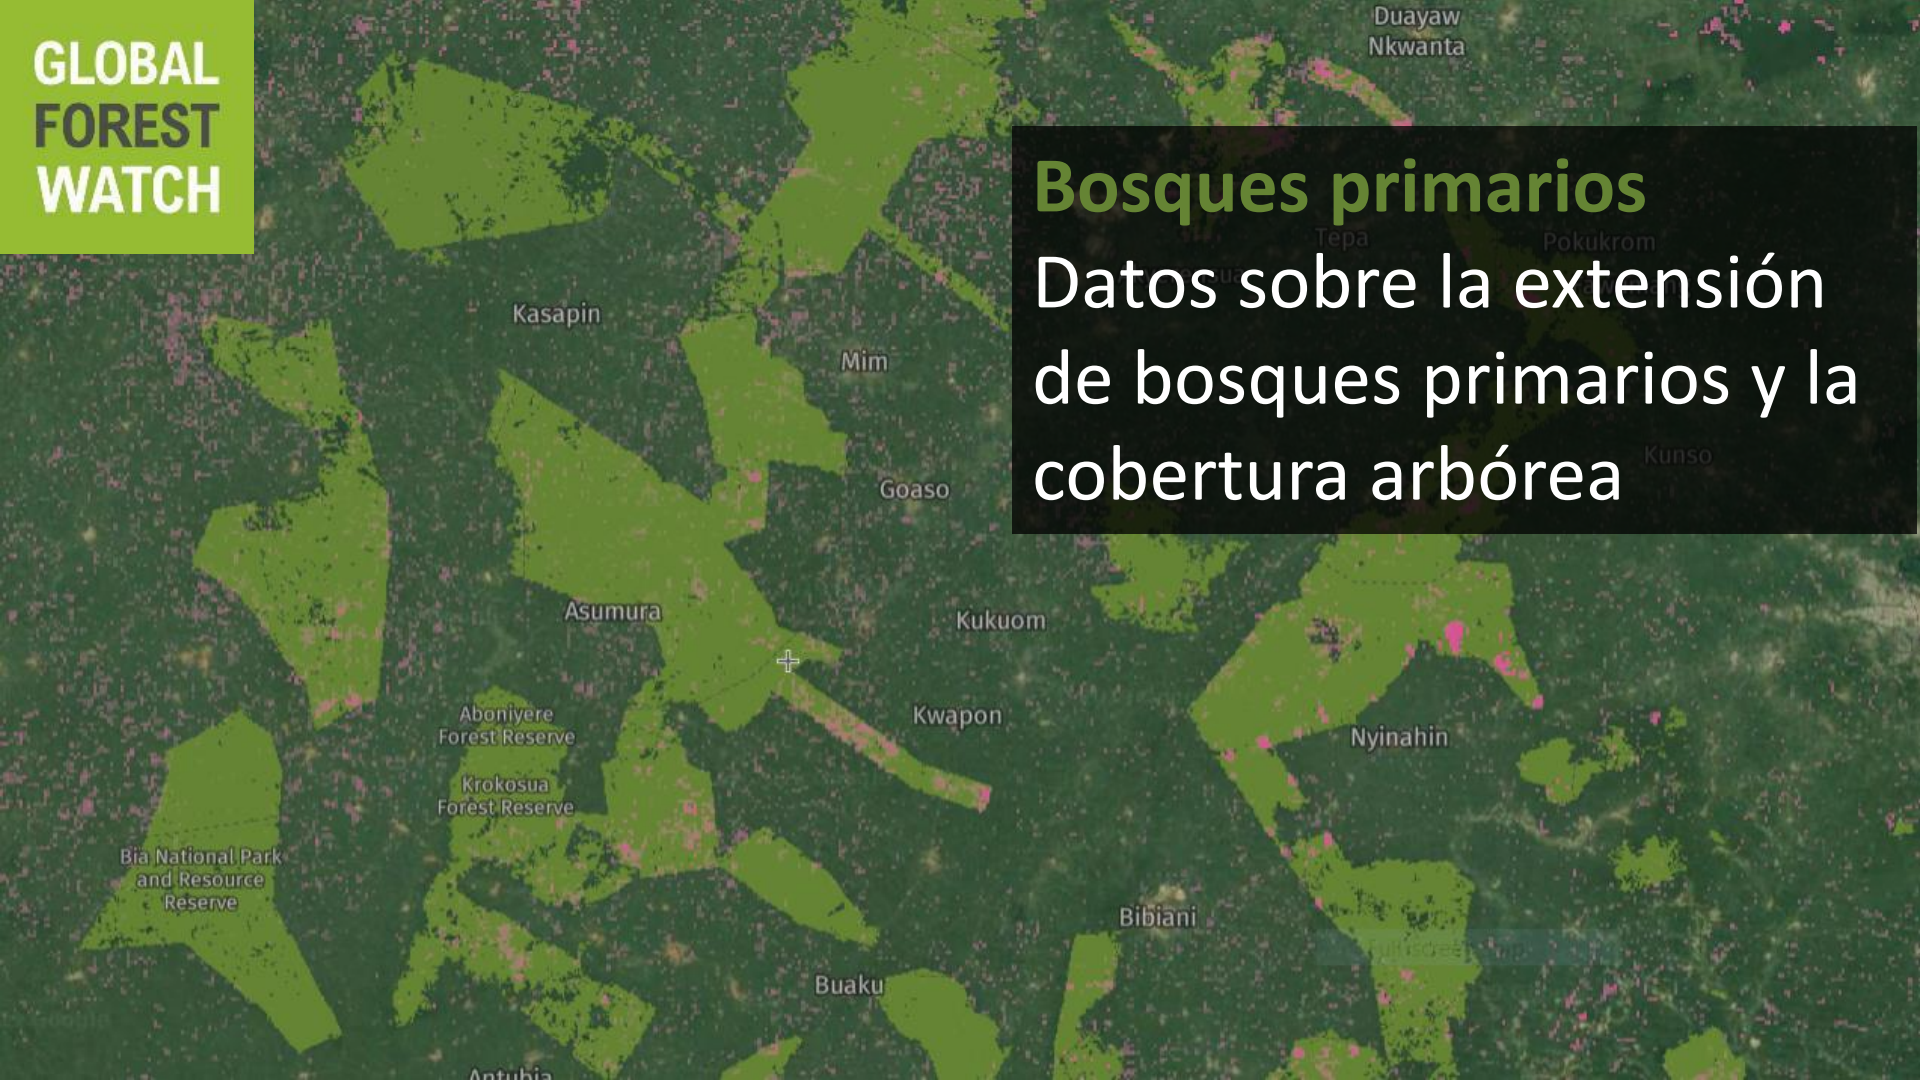 GLOBAL
FOREST
WATCH
Duayaw
Nkwanta
Bosques primarios
Datos sobre la extensión
de bosques primarios y la
cobertura arbórea
Tepa
Pokukrom
Kunso
Kasapin
Mim
Goaso
Asumura
Kukuom
Aboniyere
Forest Reserve
Kwapon
Nyinahin
Krokosua
Forest Reserve
Bia National Park
and Resource
Reserve
Bibiani
Buaku
Antubia